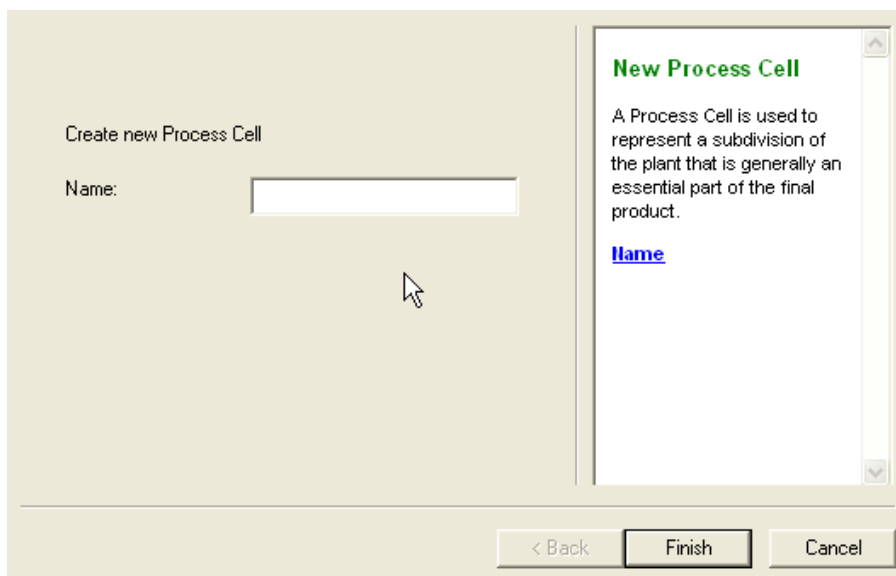 Create new Process Cell
Name:
New Process Cell
A Process Cell is used to
represent a subdivision of
the plant that is generally an
essential part of the final
product.
Name
< Back
Finish
Cancel